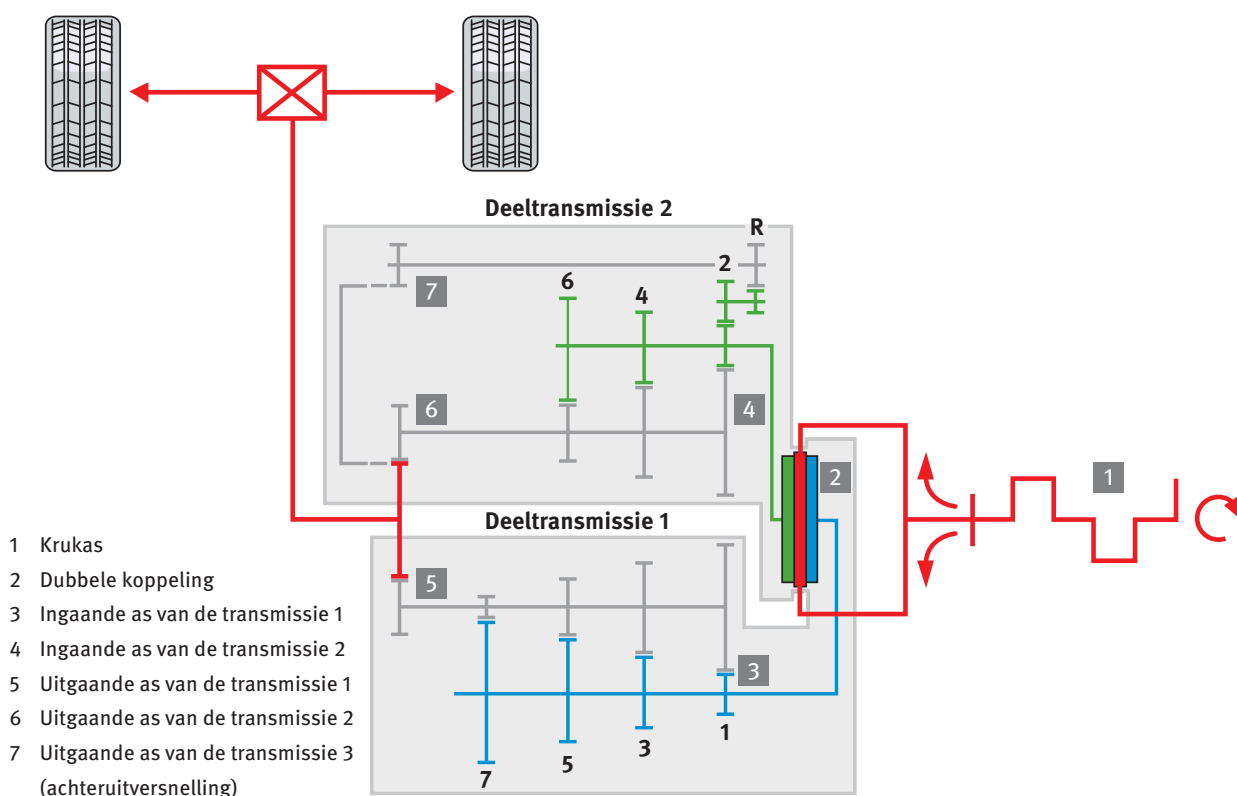 Deeltransmissie 2
R
2
7
6
4
6
4
2
1
Deeltransmissie 1
5
3
1
3
5
7
1 Krukas
2 Dubbele koppeling
3 Ingaande as van de transmissie 1
4 Ingaande as van de transmissie 2
5 Uitgaande as van de transmissie 1
6 Uitgaande as van de transmissie 2
7 Uitgaande as van de transmissie 3
(achteruitversnelling)